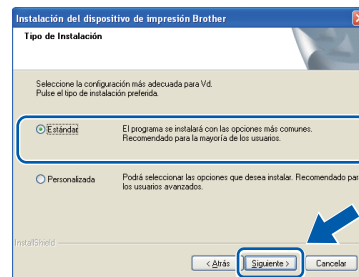 Instalación del dispositivo de impresión Brother
Tipo de Instalación
Seleccione la configuración más adecuada para Vd.
Pulse el tipo de instalación preferida.
Estándar
El programa se instalará con las opciones más comunes.
Recomendado para la mayoría de los usuarios.
Personalizada
Podrá seleccionar las opciones que desea instalar. Recomendado para
los usuarios avanzados.
InstallShield
< Atrás
Siguiente >
Cancelar